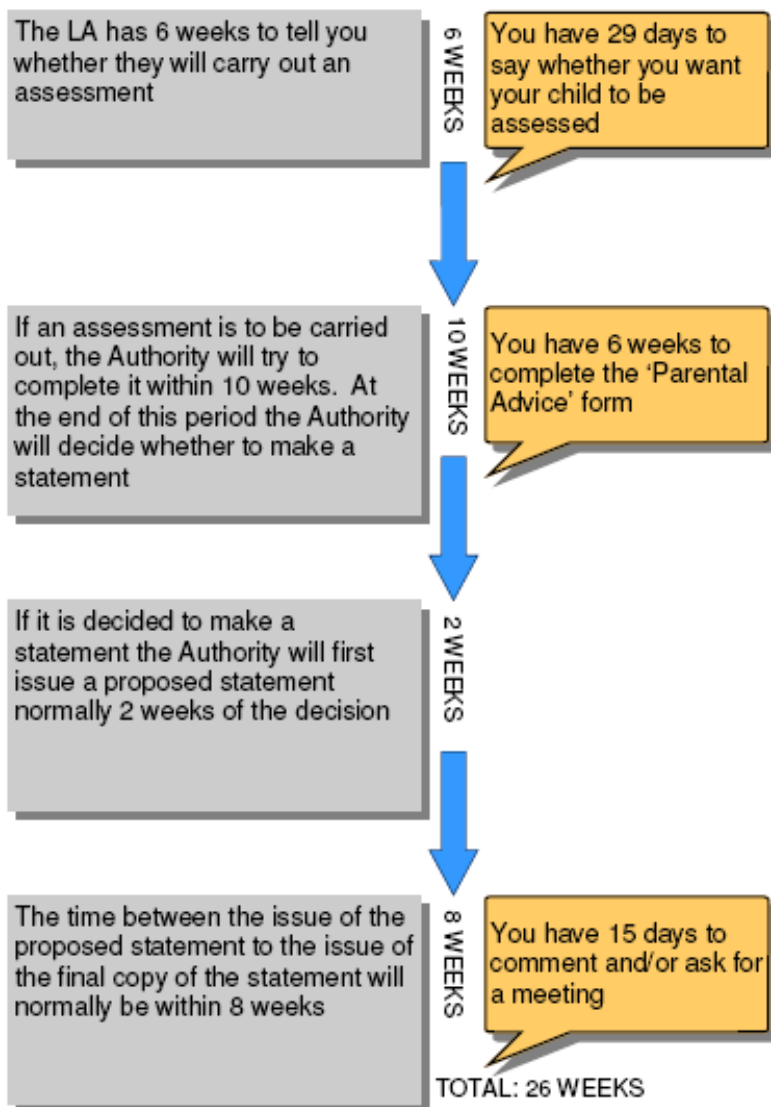 The LA has 6 weeks to tell you
whether they will carry out an
assessment
6 WEEKS
You have 29 days to
say whether you want
your child to be
assessed
If an assessment is to be carried
out, the Authority will try to
complete it within 10 weeks. At
the end of this period the Authority
will decide whether to make a
statement
10 WEEKS
You have 6 weeks to
complete the ‘Parental
Advice’ form
If it is decided to make a
statement the Authority will first
issue a proposed statement
normally 2 weeks of the decision
2 WEEKS
The time between the issue of the
proposed statement to the issue of
the final copy of the statement will
normally be within 8 weeks
8 WEEKS
You have 15 days to
comment and/or ask for
a meeting
TOTAL: 26 WEEKS